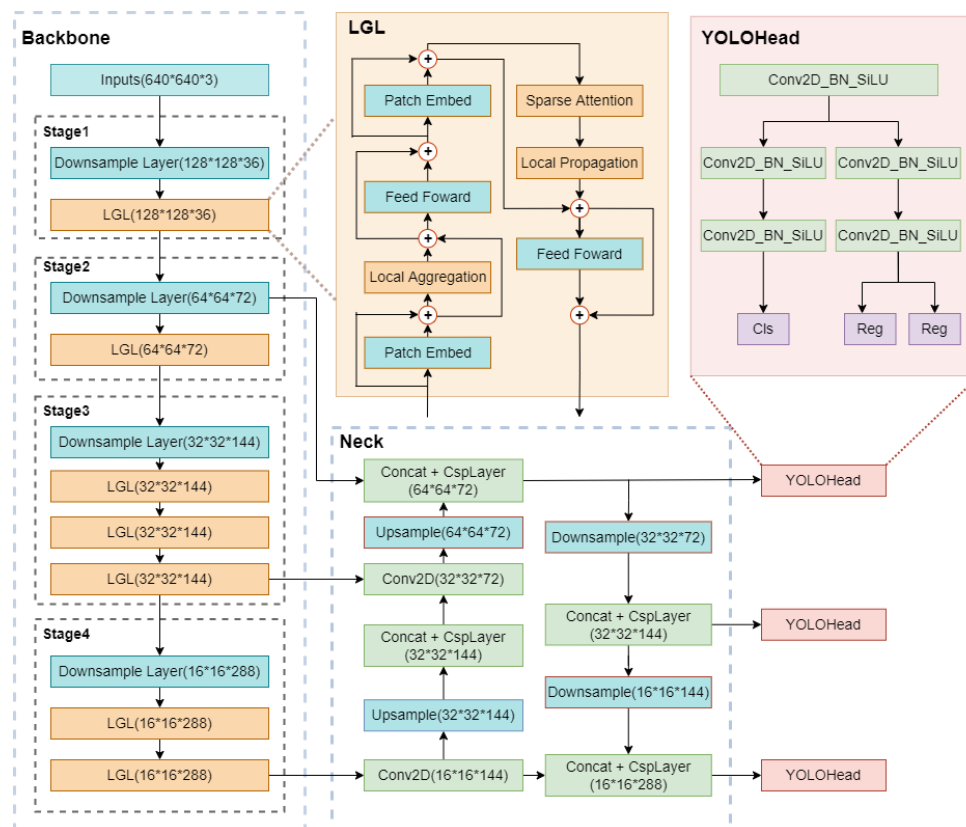 Backbone
Inputs(640*640*3)
Stage1
Downsample Layer(128*128*36)
LGL(128*128*36)
Stage2
Downsample Layer(64*64*72)
LGL(64*64*72)
Stage3
Downsample Layer(32*32*144)
LGL(32*32*144)
LGL(32*32*144)
LGL(32*32*144)
Stage4
Downsample Layer(16*16*288)
LGL(16*16*288)
LGL(16*16*288)
LGL
+
Patch Embed
+
Feed Foward
+
Local Aggregation
+
Patch Embed
Sparse Attention
Local Propagation
+
Feed Foward
+
YOLOHead
Conv2D_BN_SiLU
Conv2D_BN_SiLU
Conv2D_BN_SiLU
Conv2D_BN_SiLU
Conv2D_BN_SiLU
Cls
Reg
Reg
Neck
Concat + CspLayer
(64*64*72)
Upsample(64*64*72)
Conv2D(32*32*72)
Concat + CspLayer
(32*32*144)
Upsample(32*32*144)
Conv2D(16*16*144)
Downsample(32*32*72)
Concat + CspLayer
(32*32*144)
Downsample(16*16*144)
Concat + CspLayer
(16*16*288)
YOLOHead
YOLOHead
YOLOHead